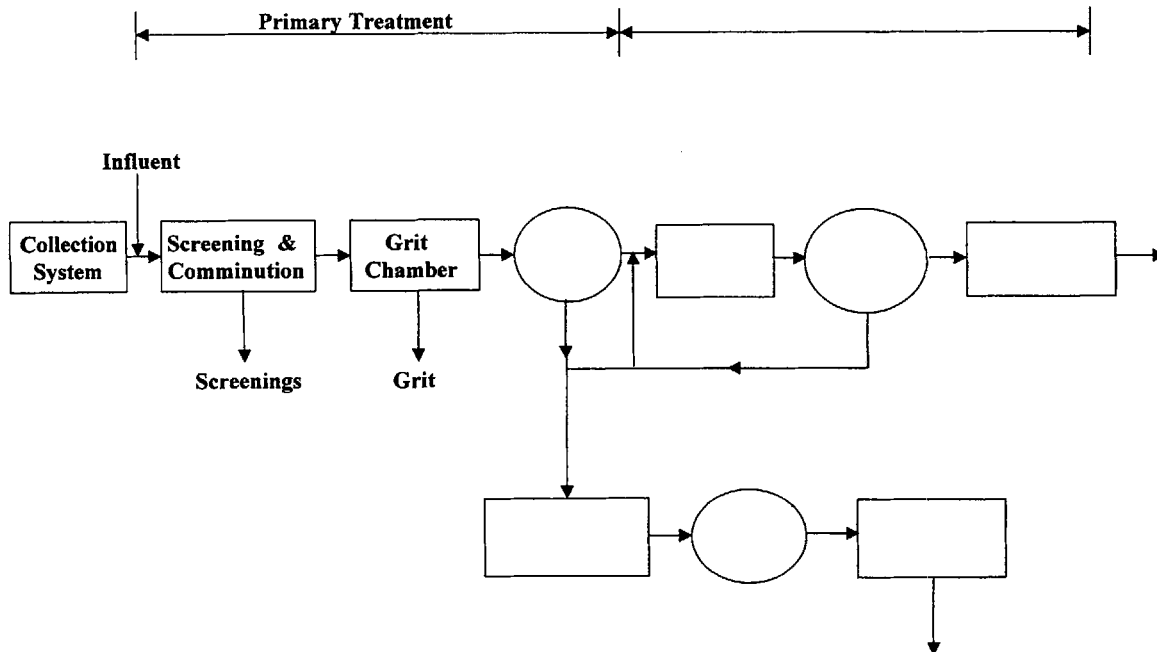 Primary Treatment
Influent
Collection
System
Screening &
Comminution
Grit
Chamber
Screenings
Grit